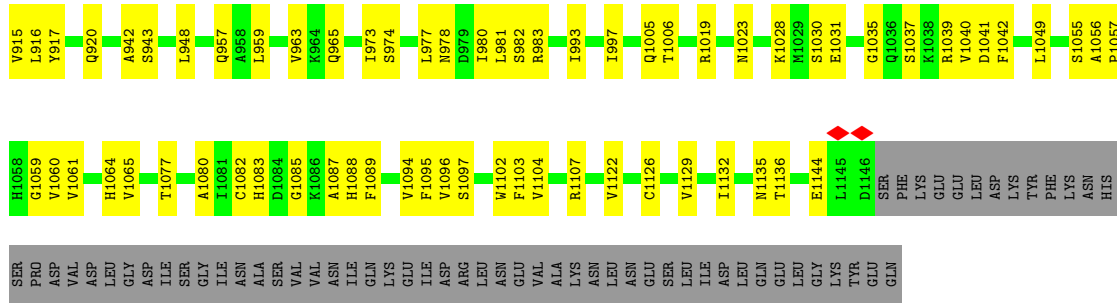 V915 L916 Y917 Q920 A942 S943 L948 Q957 A958 L959 V963 K964 Q965 I973 S974 L977 N978 D979 I980 L981 S982 R983 I993 I997 Q1005 T1006 R1019 N1023 K1028 M1029 S1030 E1031 G1035 Q1036 S1037 K1038 R1039 V1040 D1041 F1042 L1049 S1055 A1056 P1057
H1058 G1059 V1060 V1061 H1064 V1065 T1077 A1080 I1081 C1082 H1083 D1084 G1085 K1086 A1087 H1088 F1089 V1094 F1095 V1096 S1097 W1102 F1103 V1104 R1107 V1122 C1126 V1129 I1132 N1135 T1136 E1144 L1145 D1146 SER PHE LYS GLU GLU LEU ASP LYS TYR PHE LYS ASN HIS
SER PRO ASP VAL ASP LEU GLY ASP ILE SER GLY ILE ASN ALA SER VAL VAL ASN ILE GLN LYS GLU ILE ASP ARG LEU ASN GLU VAL ALA LYS ASN LEU ASN GLU SER LEU ILE ASP LEU GLN GLU LEU GLY LYS TYR GLU GLN